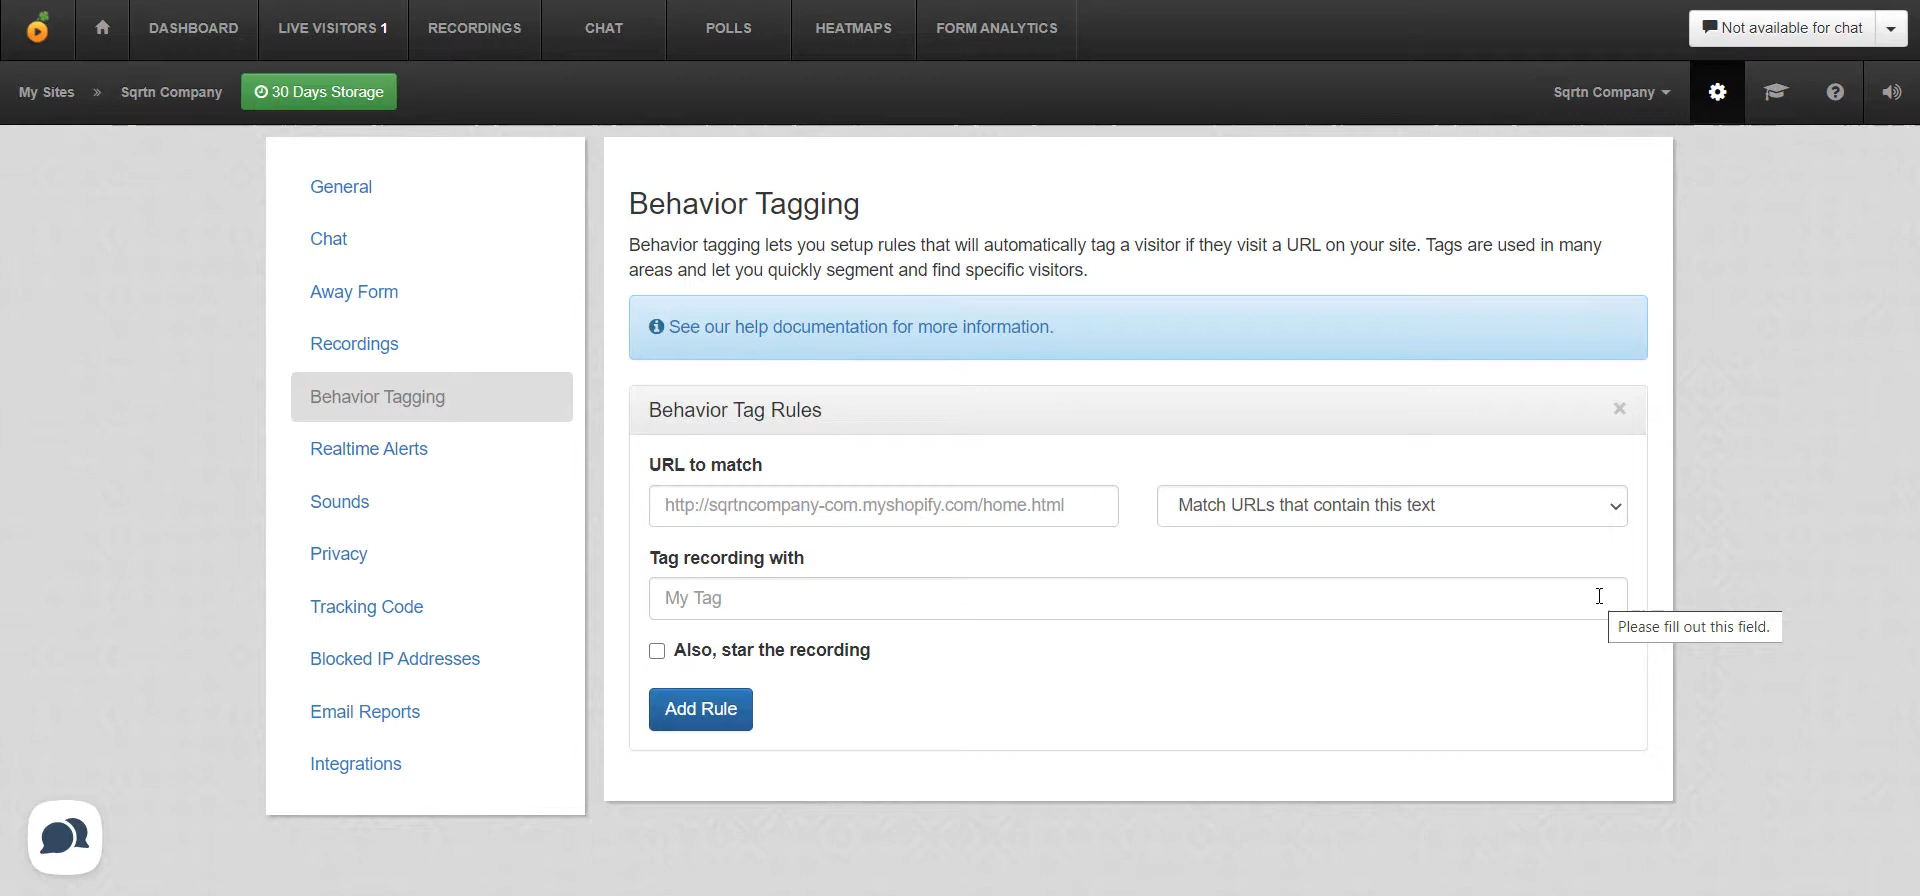 DASHBOARD
LIVE VISITORS 1
RECORDINGS
CHAT
POLLS
HEATMAPS
FORM ANALYTICS
Not available for chat
My Sites » Sqrtn Company
30 Days Storage
Sqrtn Company
General
Chat
Away Form
Recordings
Behavior Tagging
Realtime Alerts
Sounds
Privacy
Tracking Code
Blocked IP Addresses
Email Reports
Integrations
Behavior Tagging
Behavior tagging lets you setup rules that will automatically tag a visitor if they visit a URL on your site. Tags are used in many
areas and let you quickly segment and find specific visitors.
See our help documentation for more information.
Behavior Tag Rules
URL to match
http://sqrtncompany-com.myshopify.com/home.html
Match URLs that contain this text
Tag recording with
My Tag
Please fill out this field.
Also, star the recording
Add Rule